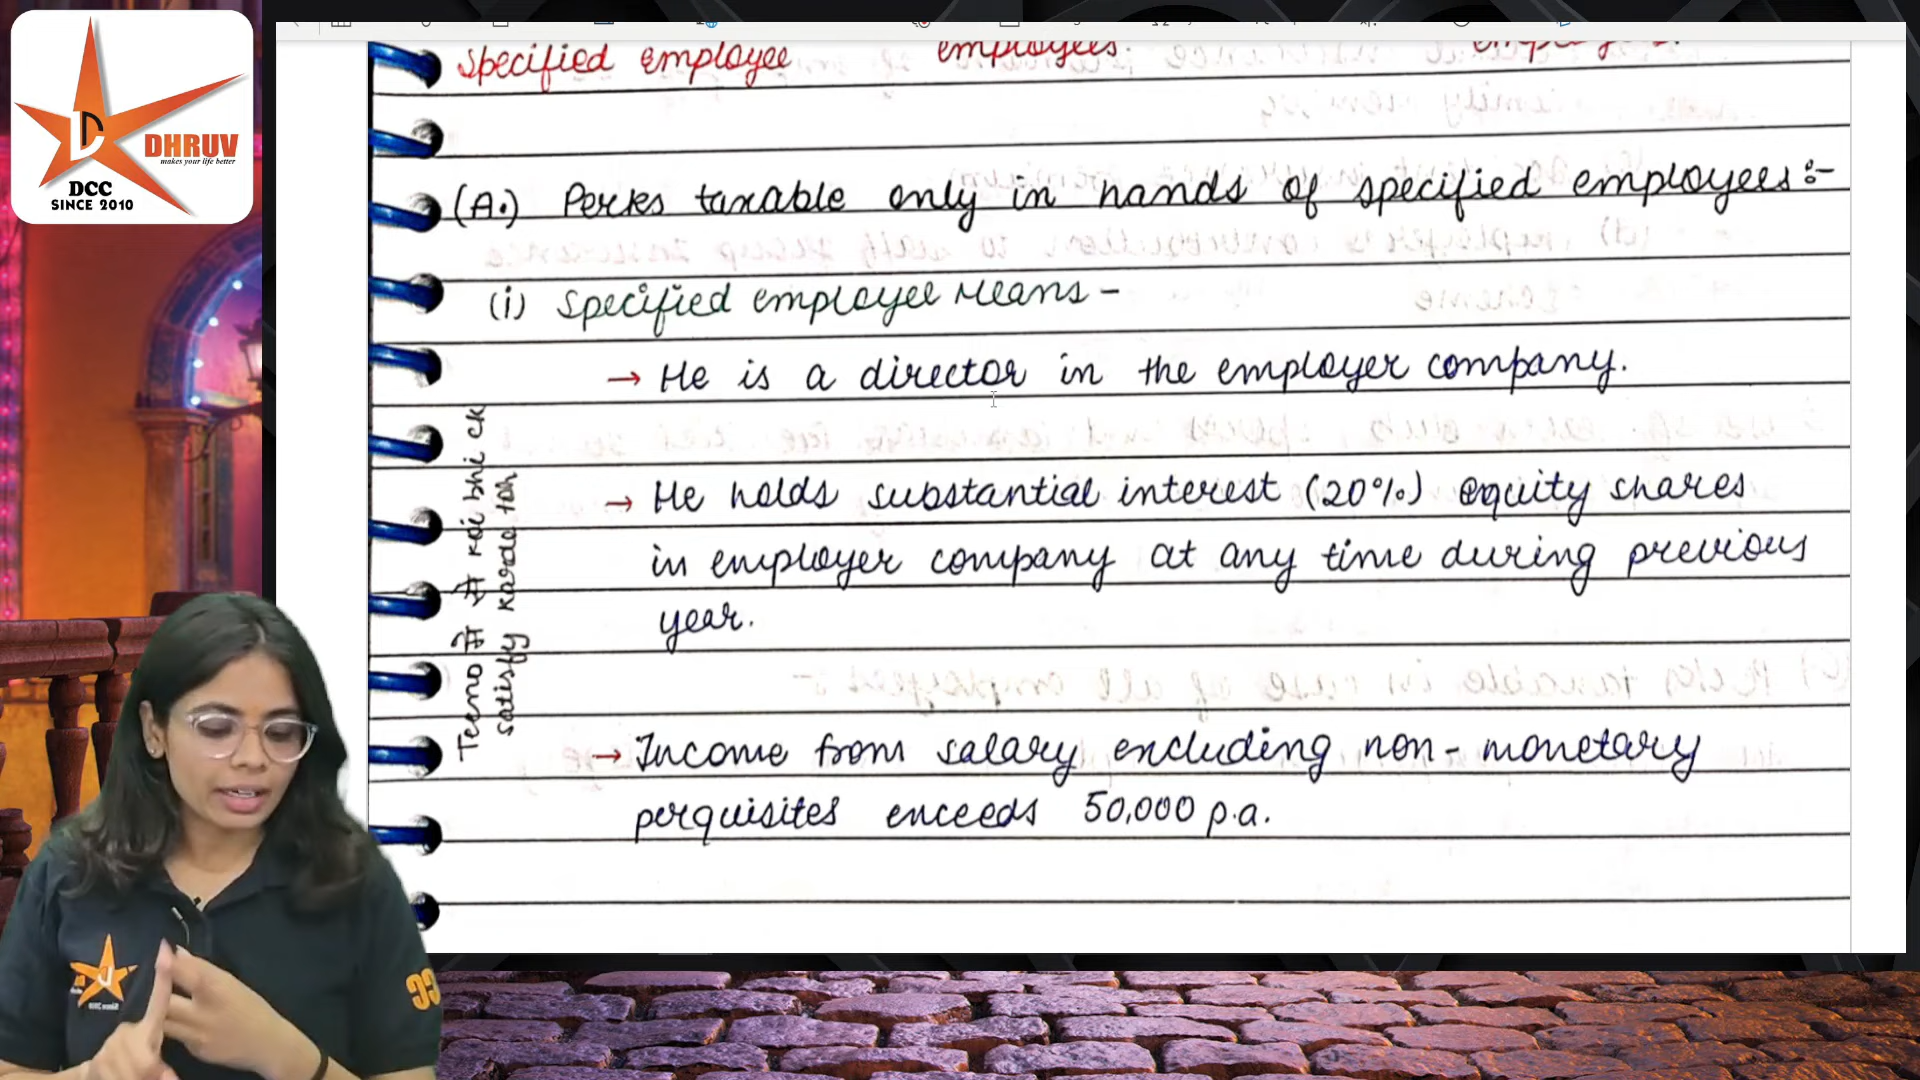 DHRUV
makes your life better
DCC
SINCE 2010
specified employee employees.
(A.) Perks taxable only in hands of specified employees :-
(i) specified employee Means -
→ He is a director in the employer company.
→ He holds substantial interest (20%) equity shares
in employer company at any time during previous
year.
→ Income from salary excluding non-monetary
perquisites exceeds 50,000 p.a.
Teeno में से koi bhi ek
satisfy karde toh